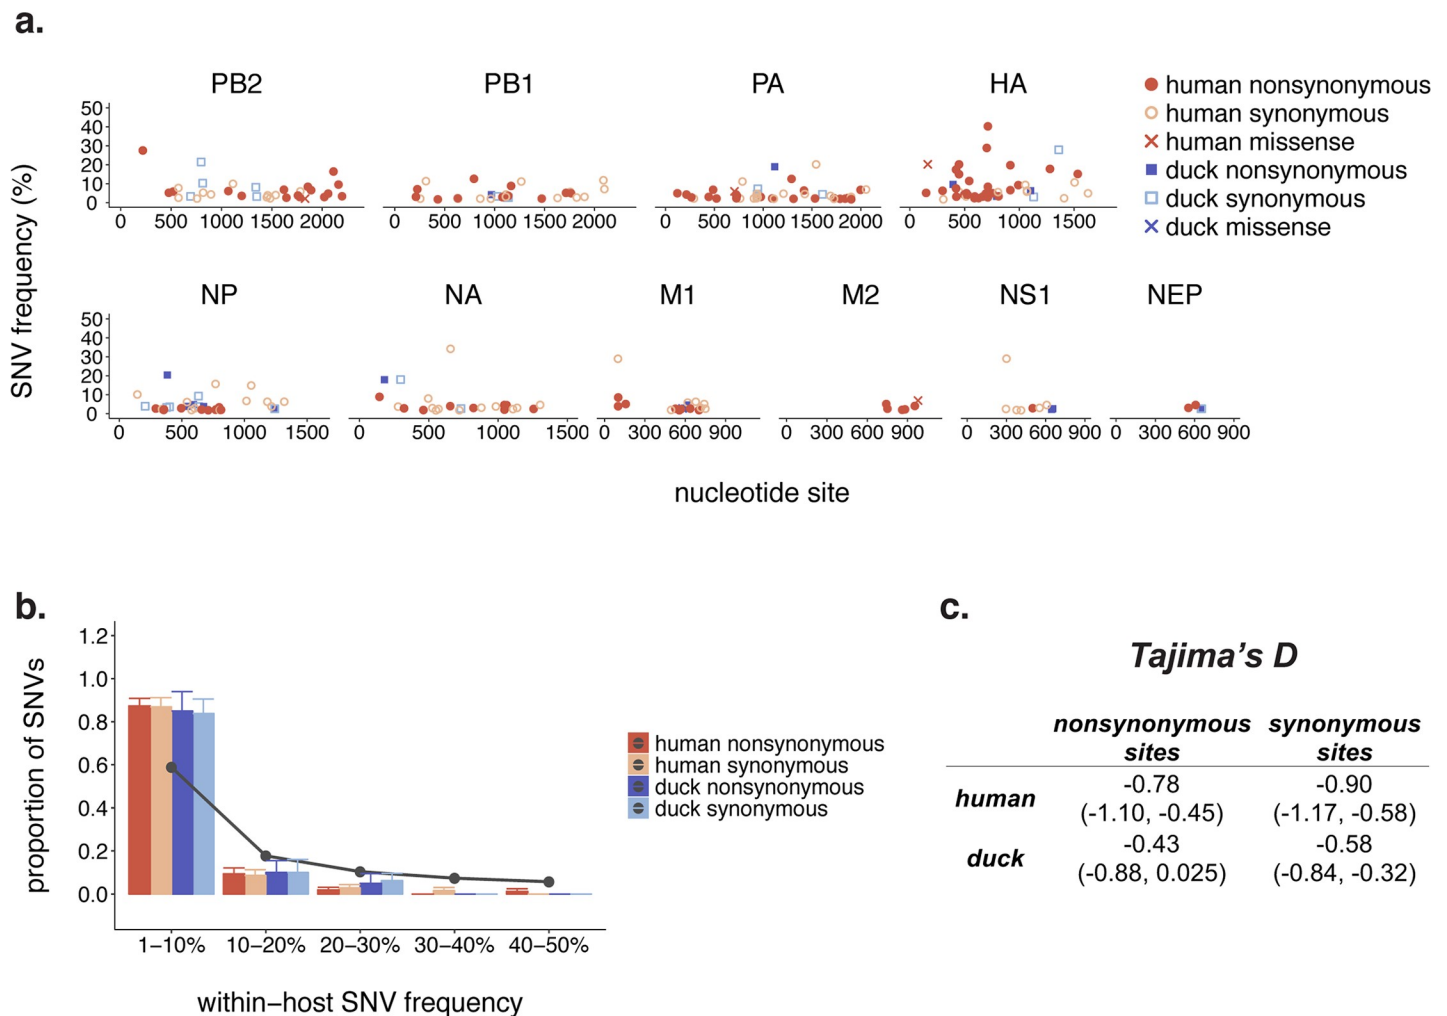 a.
PB2 PB1 PA HA
SNV frequency (%)
50
40
30
20
10
0
0 500 1000 1500 2000
0 500 1000 1500 2000
0 500 1000 1500 2000
0 500 1000 1500
human nonsynonymous
human synonymous
human missense
duck nonsynonymous
duck synonymous
duck missense
NP NA M1 M2 NS1 NEP
50
40
30
20
10
0
0 500 1000 1500
0 500 1000 1500
0 300 600 900
0 300 600 900
0 300 600 900
0 300 600 900
nucleotide site
b.
proportion of SNVs
1.2
1.0
0.8
0.6
0.4
0.2
0.0
1–10% 10–20% 20–30% 30–40% 40–50%
within–host SNV frequency
human nonsynonymous
human synonymous
duck nonsynonymous
duck synonymous
c.
Tajima’s D
nonsynonymous synonymous
sites sites
human -0.78 -0.90
(-1.10, -0.45) (-1.17, -0.58)
duck -0.43 -0.58
(-0.88, 0.025) (-0.84, -0.32)